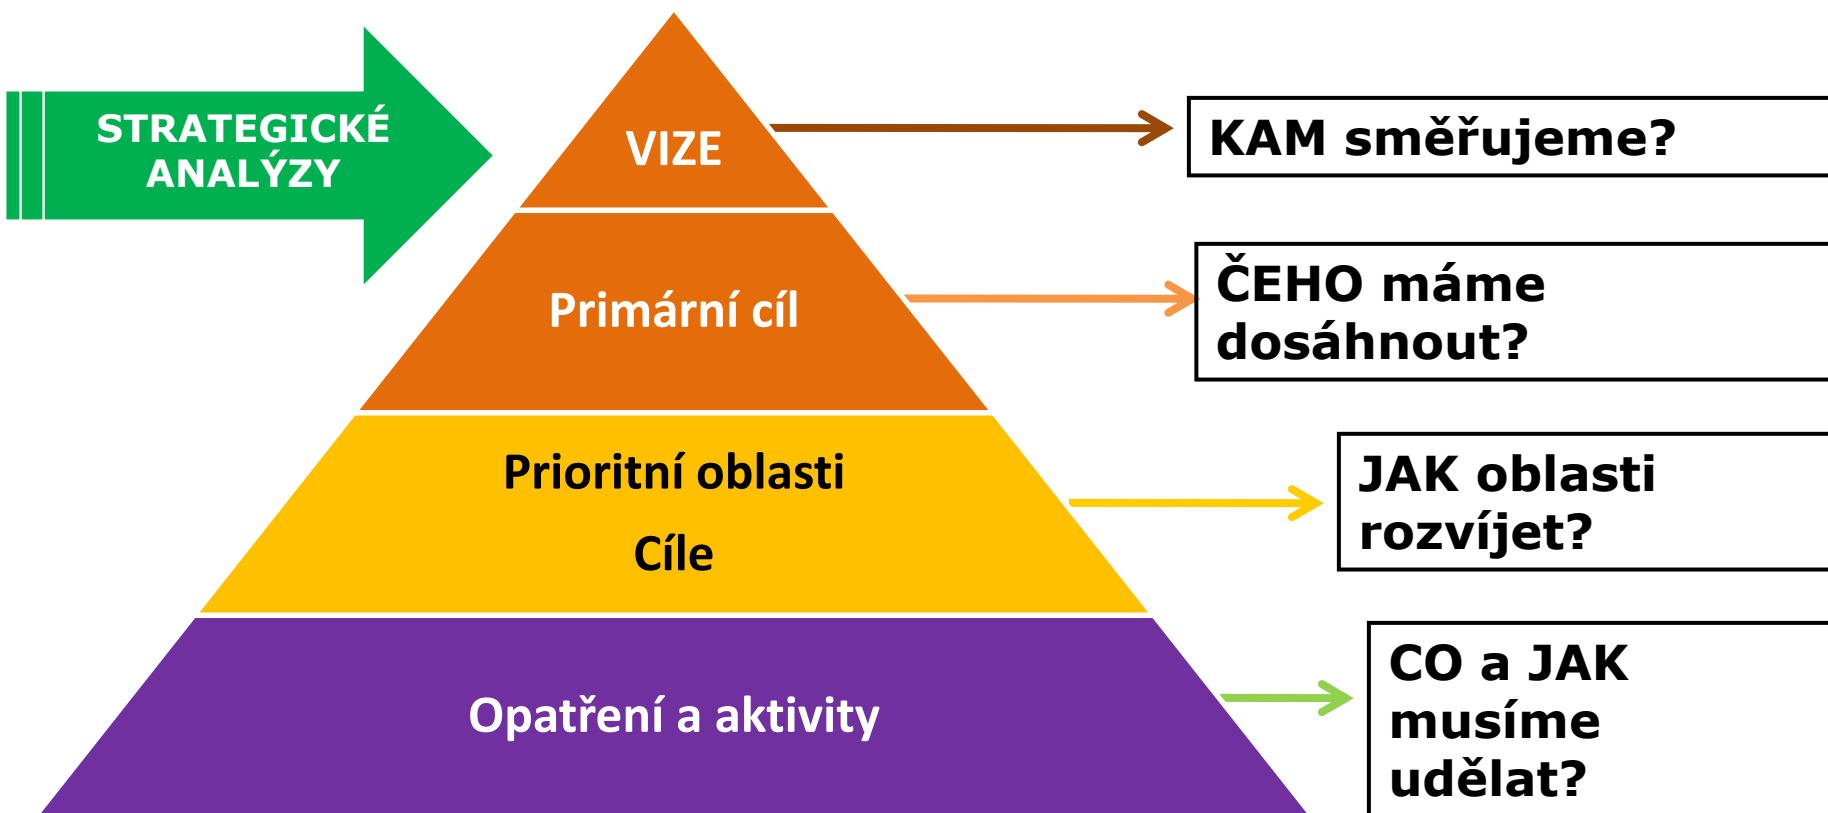 STRATEGICKÉ
ANALÝZY
VIZE
KAM směřujeme?
Primární cíl
ČEHO máme
dosáhnout?
Prioritní oblasti
Cíle
JAK oblasti
rozvíjet?
Opatření a aktivity
CO a JAK
musíme
udělat?